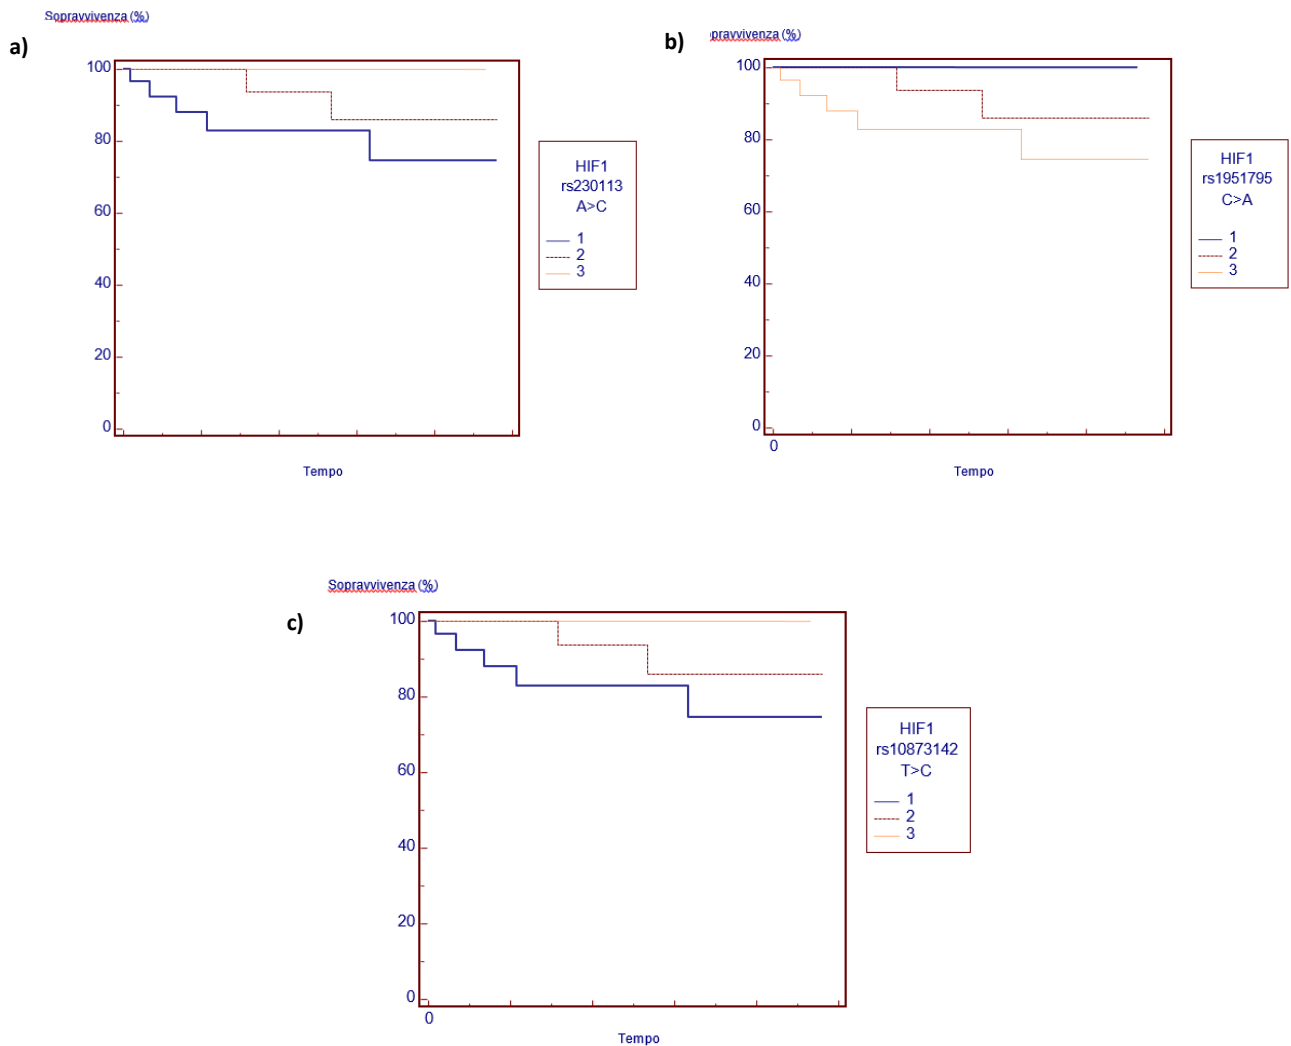 Sopravvivenza (%)
a)
100
80
60
40
20
0
Tempo
HIF1
rs230113
A>C
1
2
3
pravvivenza (%)
b)
100
80
60
40
20
0
0
Tempo
HIF1
rs1951795
C>A
1
2
3
Sopravvivenza (%)
c)
100
80
60
40
20
0
0
Tempo
HIF1
rs10873142
T>C
1
2
3